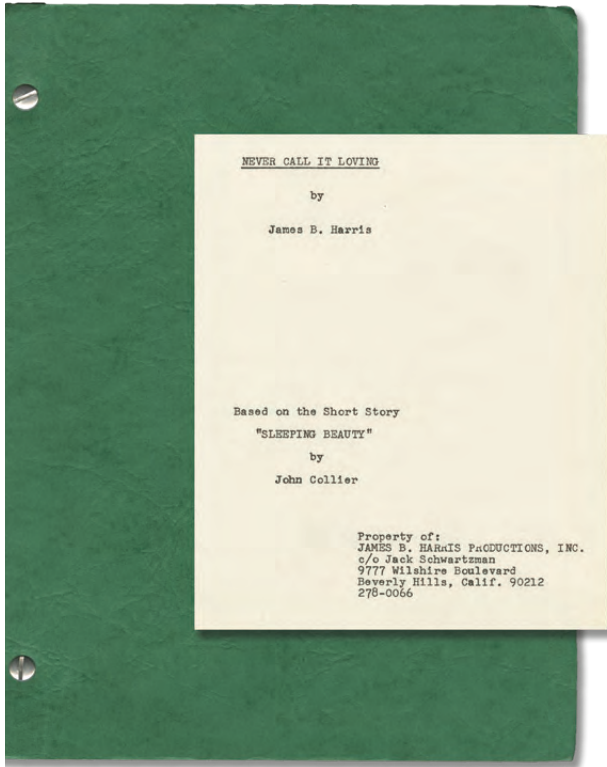 NEVER CALL IT LOVING
by
James B. Harris
Based on the Short Story
"SLEEPING BEAUTY"
by
John Collier
Property of:
JAMES B. HARRIS PRODUCTIONS, INC.
c/o Jack Schwartzman
9777 Wilshire Boulevard
Beverly Hills, Calif. 90212
278-0066